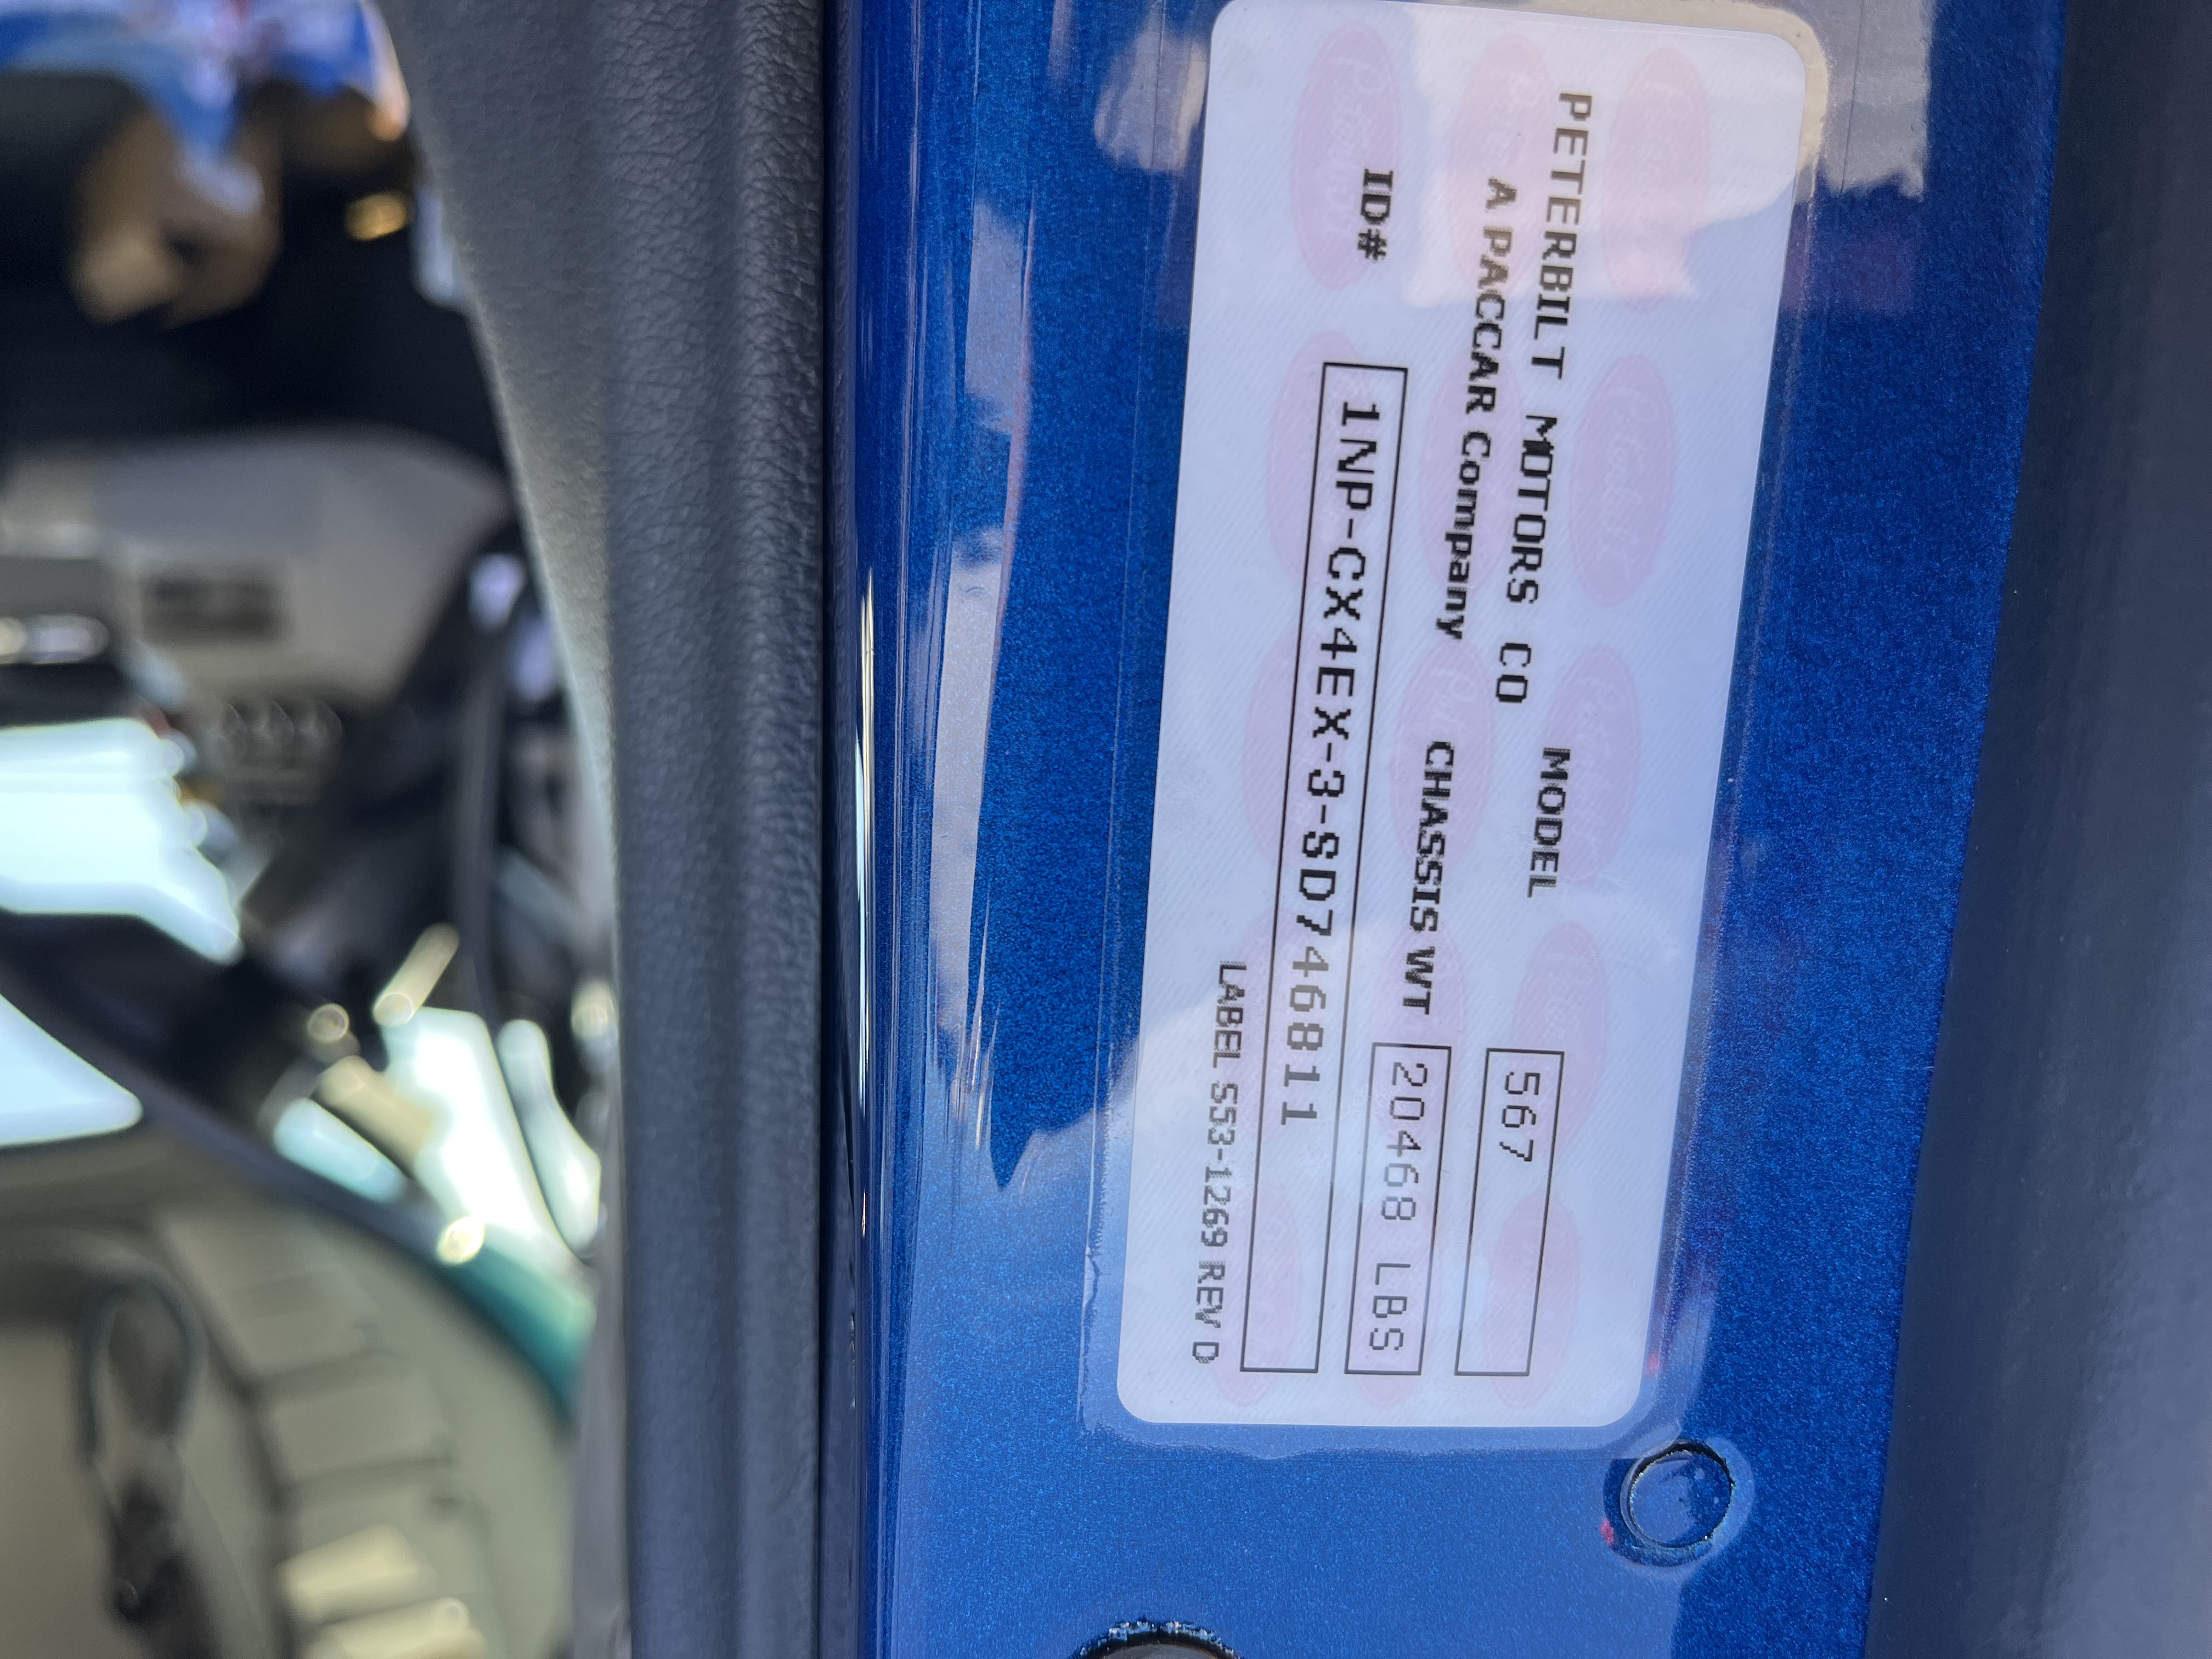 PETERBILT MOTORS CO MODEL 567
A PACCAR Company CHASSIS WT 20468 LBS
ID# 1NP-CX4EX-3-SD746811
LABEL S53-1269 REV D